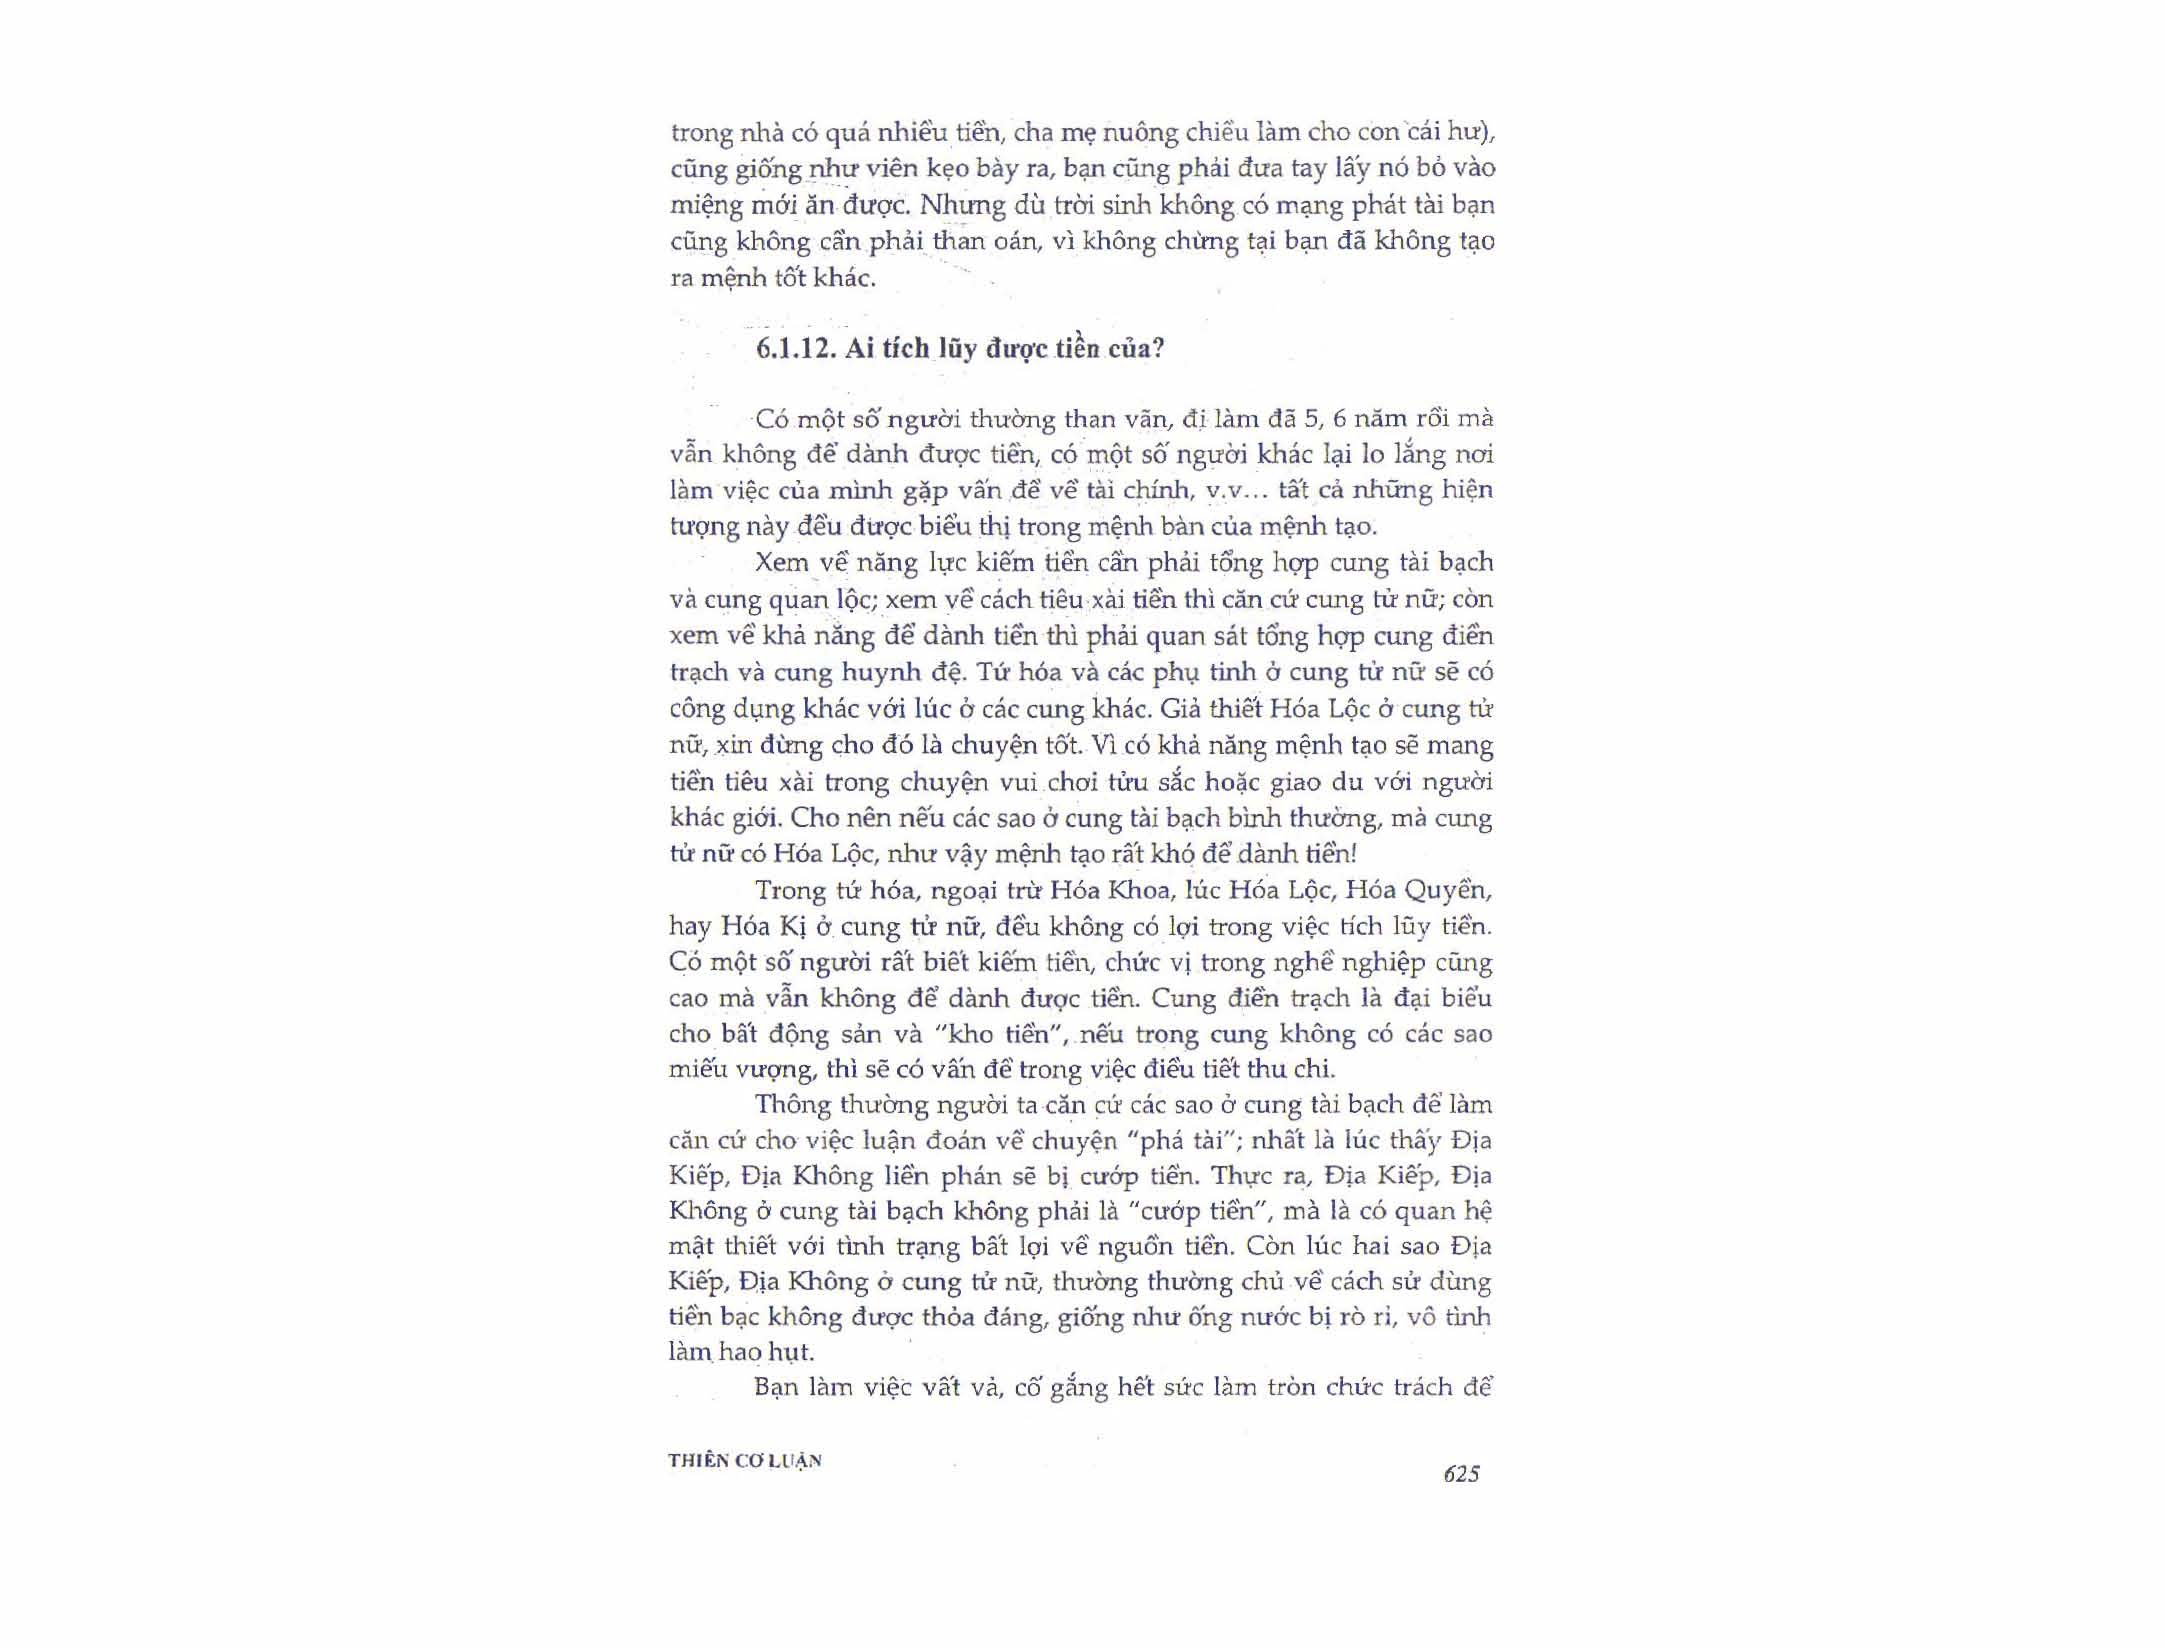 trong nhà có quá nhiều tiền, cha mẹ nuông chiều làm cho con cái hư),
cũng giống như viên kẹo bày ra, bạn cũng phải đưa tay lấy nó bỏ vào
miệng mới ăn được. Nhưng dù trời sinh không có mạng phát tài bạn
cũng không cần phải than oán, vì không chừng tại bạn đã không tạo
ra mệnh tốt khác.
6.1.12. Ai tích lũy được tiền của?
Có một số người thường than vãn, đi làm đã 5, 6 năm rồi mà
vẫn không để dành được tiền, có một số người khác lại lo lắng nơi
làm việc của mình gặp vấn đề về tài chính, v.v... tất cả những hiện
tượng này đều được biểu thị trong mệnh bàn của mệnh tạo.
Xem về năng lực kiếm tiền cần phải tổng hợp cung tài bạch
và cung quan lộc; xem về cách tiêu xài tiền thì căn cứ cung tử nữ; còn
xem về khả năng để dành tiền thì phải quan sát tổng hợp cung điền
trạch và cung huynh đệ. Tứ hóa và các phụ tinh ở cung tử nữ sẽ có
công dụng khác với lúc ở các cung khác. Giả thiết Hóa Lộc ở cung tử
nữ, xin đừng cho đó là chuyện tốt. Vì có khả năng mệnh tạo sẽ mang
tiền tiêu xài trong chuyện vui chơi tửu sắc hoặc giao du với người
khác giới. Cho nên nếu các sao ở cung tài bạch bình thường, mà cung
tử nữ có Hóa Lộc, như vậy mệnh tạo rất khó để dành tiền!
Trong tứ hóa, ngoại trừ Hóa Khoa, lúc Hóa Lộc, Hóa Quyền,
hay Hóa Kị ở cung tử nữ, đều không có lợi trong việc tích lũy tiền.
Có một số người rất biết kiếm tiền, chức vị trong nghề nghiệp cũng
cao mà vẫn không để dành được tiền. Cung điền trạch là đại biểu
cho bất động sản và "kho tiền", nếu trong cung không có các sao
miếu vượng, thì sẽ có vấn đề trong việc điều tiết thu chi.
Thông thường người ta căn cứ các sao ở cung tài bạch để làm
căn cứ cho việc luận đoán về chuyện "phá tài"; nhất là lúc thấy Địa
Kiếp, Địa Không liền phán sẽ bị cướp tiền. Thực ra, Địa Kiếp, Địa
Không ở cung tài bạch không phải là "cướp tiền", mà là có quan hệ
mật thiết với tình trạng bất lợi về nguồn tiền. Còn lúc hai sao Địa
Kiếp, Địa Không ở cung tử nữ, thường thường chủ về cách sử dùng
tiền bạc không được thỏa đáng, giống như ống nước bị rò rỉ, vô tình
làm hao hụt.
Bạn làm việc vất vả, cố gắng hết sức làm tròn chức trách để
THIÊN CƠ LUẬN
625